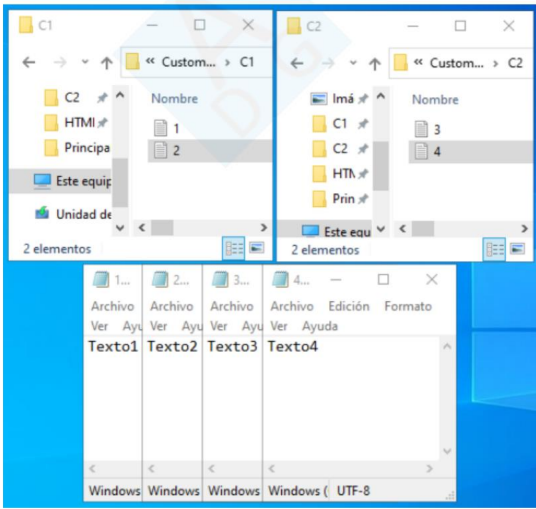 C1
« Custom... › C1
C2
HTMl
Principa
Este equip
Unidad de
Nombre
1
2
2 elementos
C2
« Custom... › C2
Imá
C1
C2
HTN
Prin
Este equ
Nombre
3
4
2 elementos
1...
Archivo
Ver Ayu
Texto1
Windows
2...
Archivo
Ver Ayu
Texto2
Windows
3...
Archivo
Ver Ayu
Texto3
Windows
4...
Archivo Edición Formato
Ver Ayuda
Texto4
Windows ( UTF-8